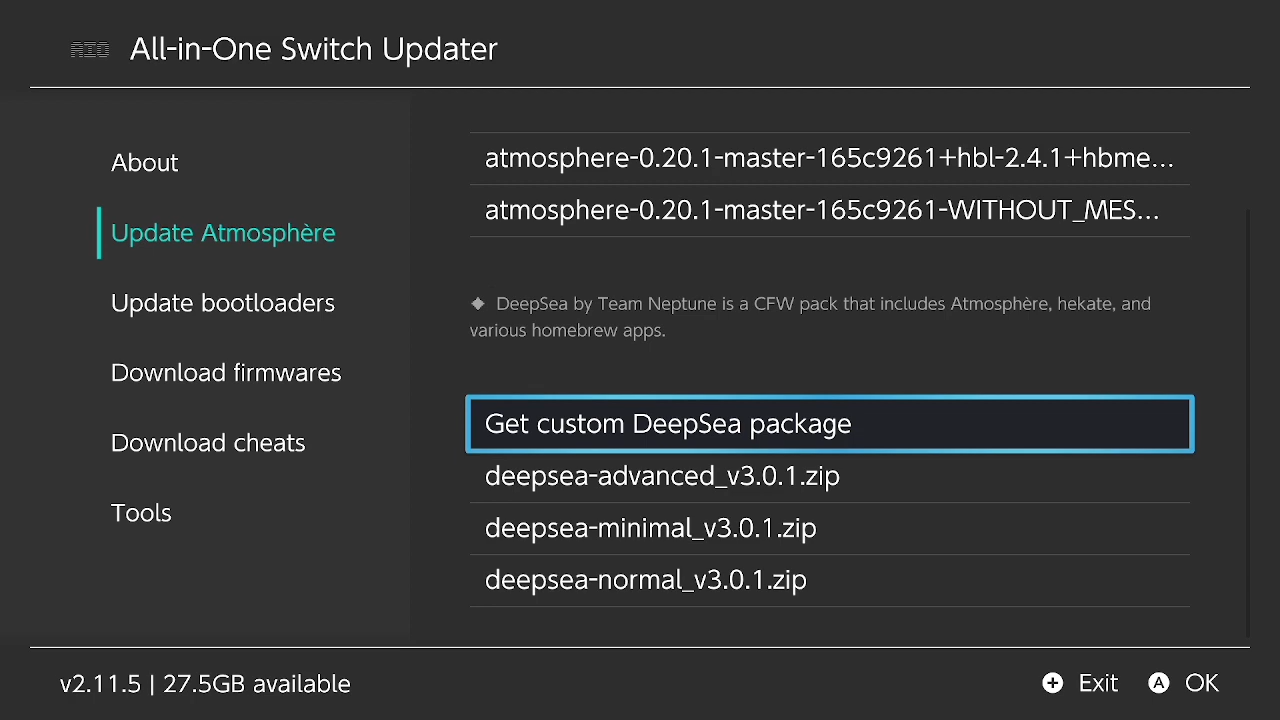 AIO All-in-One Switch Updater
About
Update Atmosphère
Update bootloaders
Download firmwares
Download cheats
Tools
atmosphere-0.20.1-master-165c9261+hbl-2.4.1+hbme...
atmosphere-0.20.1-master-165c9261-WITHOUT_MES...
◆ DeepSea by Team Neptune is a CFW pack that includes Atmosphère, hekate, and
various homebrew apps.
Get custom DeepSea package
deepsea-advanced_v3.0.1.zip
deepsea-minimal_v3.0.1.zip
deepsea-normal_v3.0.1.zip
v2.11.5 | 27.5GB available
+ Exit A OK